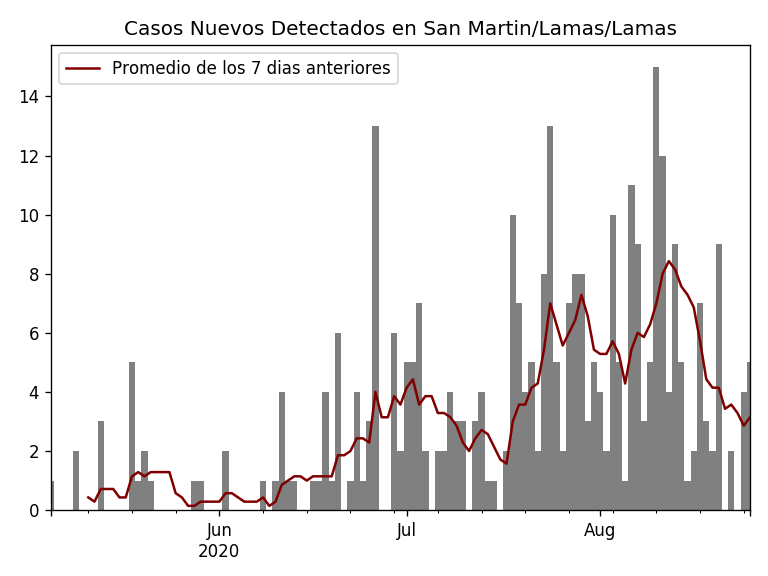 Casos Nuevos Detectados en San Martin/Lamas/Lamas
Promedio de los 7 dias anteriores
14
12
10
8
6
4
2
0
Jun
2020
Jul
Aug